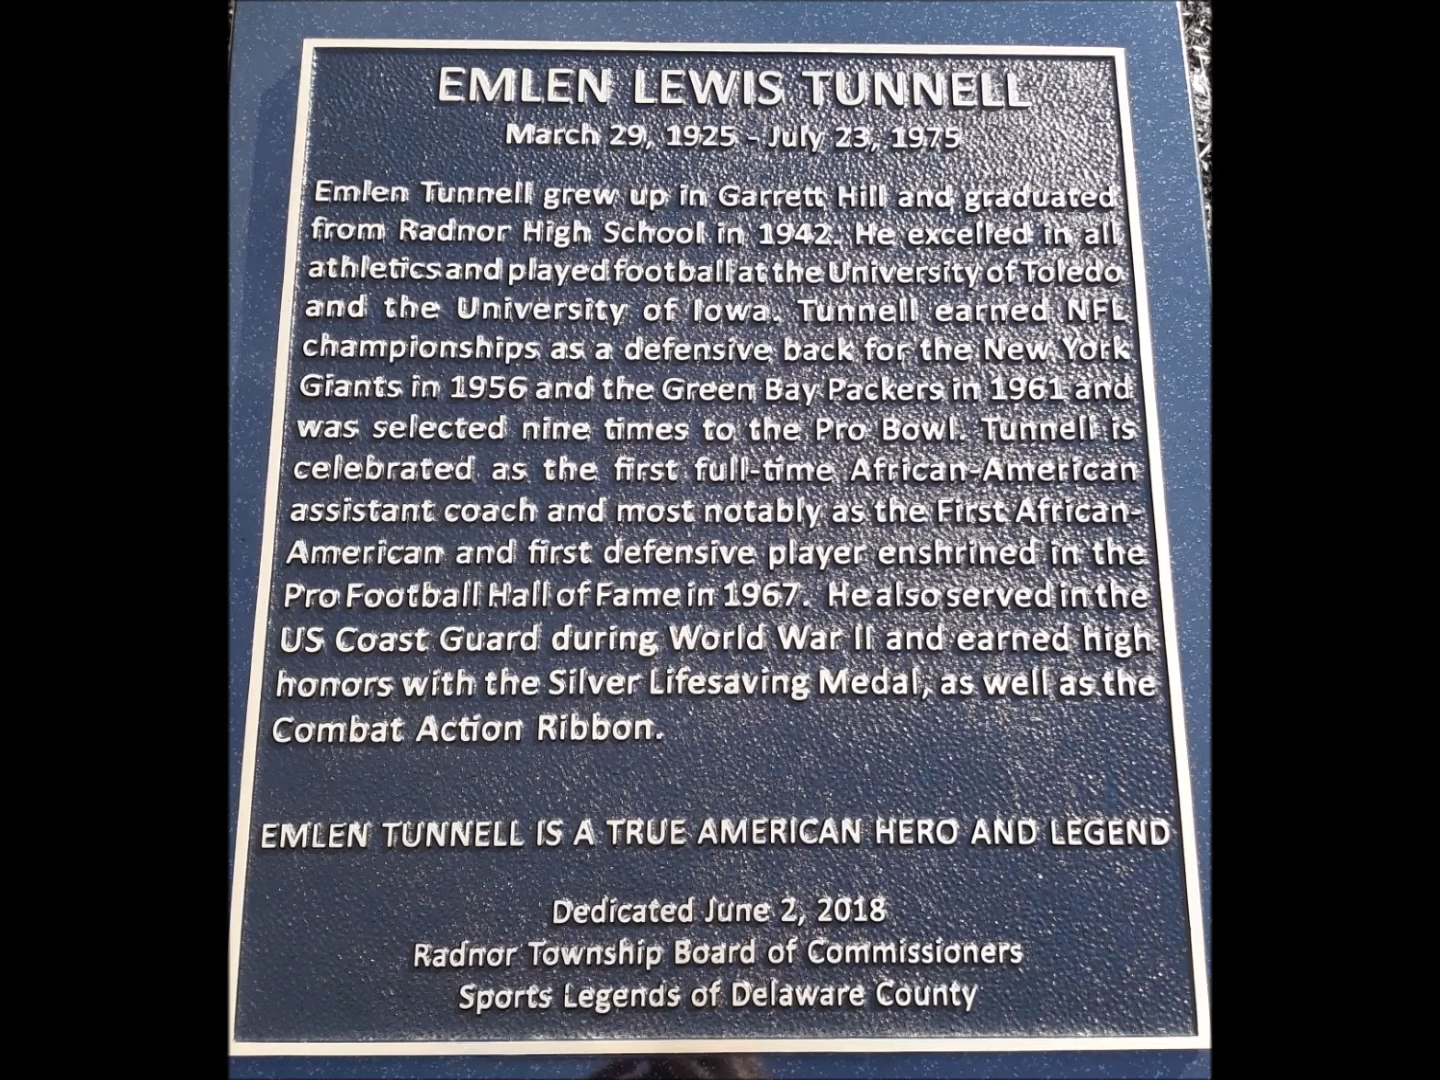 EMLEN LEWIS TUNNELL
March 29, 1925 - July 23, 1975
Emlen Tunnell grew up in Garrett Hill and graduated
from Radnor High School in 1942. He excelled in all
athletics and played football at the University of Toledo
and the University of Iowa. Tunnell earned NFL
championships as a defensive back for the New York
Giants in 1956 and the Green Bay Packers in 1961 and
was selected nine times to the Pro Bowl. Tunnell is
celebrated as the first full-time African-American
assistant coach and most notably as the First African-
American and first defensive player enshrined in the
Pro Football Hall of Fame in 1967. He also served in the
US Coast Guard during World War II and earned high
honors with the Silver Lifesaving Medal, as well as the
Combat Action Ribbon.
EMLEN TUNNELL IS A TRUE AMERICAN HERO AND LEGEND
Dedicated June 2, 2018
Radnor Township Board of Commissioners
Sports Legends of Delaware County